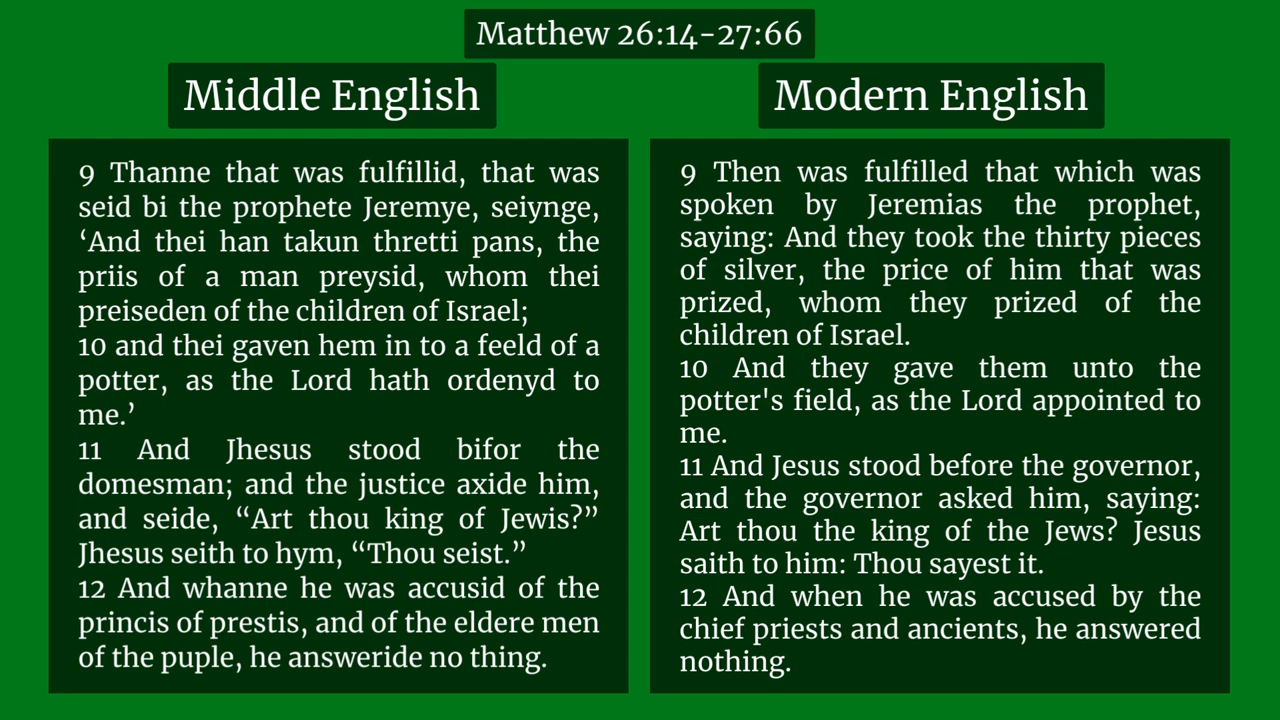 Matthew 26:14-27:66
Middle English
9 Thanne that was fulfillid, that was
seid bi the prophete Jeremye, seiynge,
‘And thei han takun thretti pans, the
priis of a man preysid, whom thei
preiseden of the children of Israel;
10 and thei gaven hem in to a feeld of a
potter, as the Lord hath ordenyd to
me.’
11 And Jhesus stood bifor the
domesman; and the justice axide him,
and seide, “Art thou king of Jewis?”
Jhesus seith to hym, “Thou seist.”
12 And whanne he was accusid of the
princis of prestis, and of the eldere men
of the puple, he answeride no thing.
Modern English
9 Then was fulfilled that which was
spoken by Jeremias the prophet,
saying: And they took the thirty pieces
of silver, the price of him that was
prized, whom they prized of the
children of Israel.
10 And they gave them unto the
potter's field, as the Lord appointed to
me.
11 And Jesus stood before the governor,
and the governor asked him, saying:
Art thou the king of the Jews? Jesus
saith to him: Thou sayest it.
12 And when he was accused by the
chief priests and ancients, he answered
nothing.